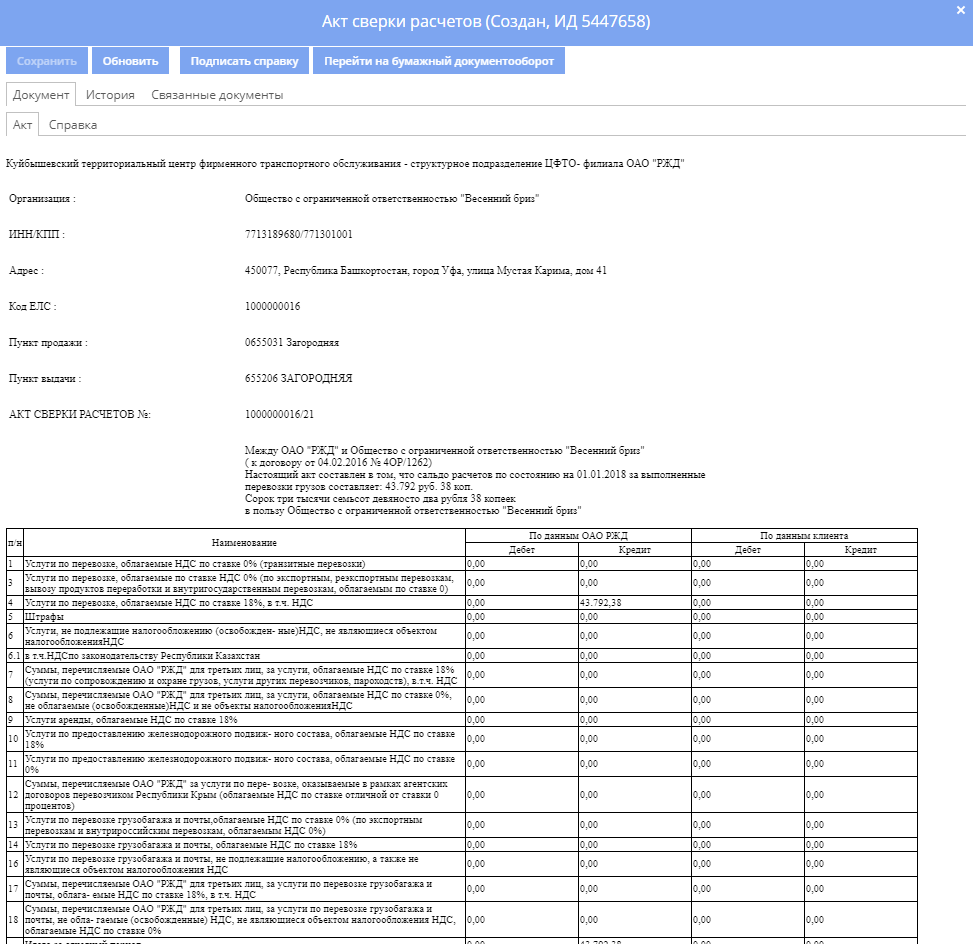 Акт сверки расчетов (Создан, ИД 5447658)
×
Сохранить Обновить Подписать справку Перейти на бумажный документооборот
Документ История Связанные документы
Акт Справка
Куйбышевский территориальный центр фирменного транспортного обслуживания - структурное подразделение ЦФТО- филиала ОАО "РЖД"
Организация : Общество с ограниченной ответственностью "Весенний бриз"
ИНН/КПП : 7713189680/771301001
Адрес : 450077, Республика Башкортостан, город Уфа, улица Мустая Карима, дом 41
Код ЕЛС : 1000000016
Пункт продажи : 0655031 Загородняя
Пункт выдачи : 655206 ЗАГОРОДНЯЯ
АКТ СВЕРКИ РАСЧЕТОВ №: 1000000016/21
Между ОАО "РЖД" и Общество с ограниченной ответственностью "Весенний бриз"
( к договору от 04.02.2016 № 4ОР/1262)
Настоящий акт составлен в том, что сальдо расчетов по состоянию на 01.01.2018 за выполненные
перевозки грузов составляет: 43.792 руб. 38 коп.
Сорок три тысячи семьсот девяносто два рубля 38 копеек
в пользу Общество с ограниченной ответственностью "Весенний бриз"
п/н Наименование По данным ОАО РЖД По данным клиента
Дебет Кредит Дебет Кредит
1 Услуги по перевозке, облагаемые НДС по ставке 0% (транзитные перевозки) 0,00 0,00 0,00 0,00
3 Услуги по перевозке, облагаемые по ставке НДС 0% (по экспортным, реэкспортным перевозкам,
вывозу продуктов переработки и внутригосударственным перевозкам, облагаемым по ставке 0) 0,00 0,00 0,00 0,00
4 Услуги по перевозке, облагаемые НДС по ставке 18%, в т.ч. НДС 0,00 43.792,38 0,00 0,00
5 Штрафы 0,00 0,00 0,00 0,00
6 Услуги, не подлежащие налогообложению (освобожден- ные)НДС, не являющиеся объектом
налогообложенияНДС 0,00 0,00 0,00 0,00
6.1 в т.ч.НДСпо законодательству Республики Казахстан 0,00 0,00 0,00 0,00
7 Суммы, перечисляемые ОАО "РЖД" для третьих лиц, за услуги, облагаемые НДС по ставке 18%
(услуги по сопровождению и охране грузов, услуги других перевозчиков, пароходств), в.т.ч. НДС 0,00 0,00 0,00 0,00
8 Суммы, перечисляемые ОАО "РЖД" для третьих лиц, за услуги, облагаемые НДС по ставке 0%,
не облагаемые (освобожденные)НДС и не объекты налогообложенияНДС 0,00 0,00 0,00 0,00
9 Услуги аренды, облагаемые НДС по ставке 18% 0,00 0,00 0,00 0,00
10 Услуги по предоставлению железнодорожного подвиж- ного состава, облагаемые НДС по ставке
18% 0,00 0,00 0,00 0,00
11 Услуги по предоставлению железнодорожного подвиж- ного состава, облагаемые НДС по ставке
0% 0,00 0,00 0,00 0,00
12 Суммы, перечисляемые ОАО "РЖД" за услуги по пере- возке, оказываемые в рамках агентских
договоров перевозчиком Республики Крым (облагаемые НДС по ставке отличной от ставки 0
процентов) 0,00 0,00 0,00 0,00
13 Услуги по перевозке грузобагажа и почты,облагаемые НДС по ставке 0% (по экспортным
перевозкам и внутрироссийским перевозкам, облагаемым НДС 0%) 0,00 0,00 0,00 0,00
14 Услуги по перевозке грузобагажа и почты, облагаемые НДС по ставке 18% 0,00 0,00 0,00 0,00
16 Услуги по перевозке грузобагажа и почты, не подлежащие налогообложению, а также не
являющиеся объектом налогообложения НДС 0,00 0,00 0,00 0,00
17 Суммы, перечисляемые ОАО "РЖД" для третьих лиц, за услуги по перевозке грузобагажа и
почты, облага- емые НДС по ставке 18%, в т.ч. НДС 0,00 0,00 0,00 0,00
18 Суммы, перечисляемые ОАО "РЖД" для третьих лиц, за услуги по перевозке грузобагажа и
почты, не обла- гаемые (освобожденные) НДС, не являющиеся объектом налогообложения НДС,
облагаемые НДС по ставке 0% 0,00 0,00 0,00 0,00
0,00 43.792,38 0,00 0,00